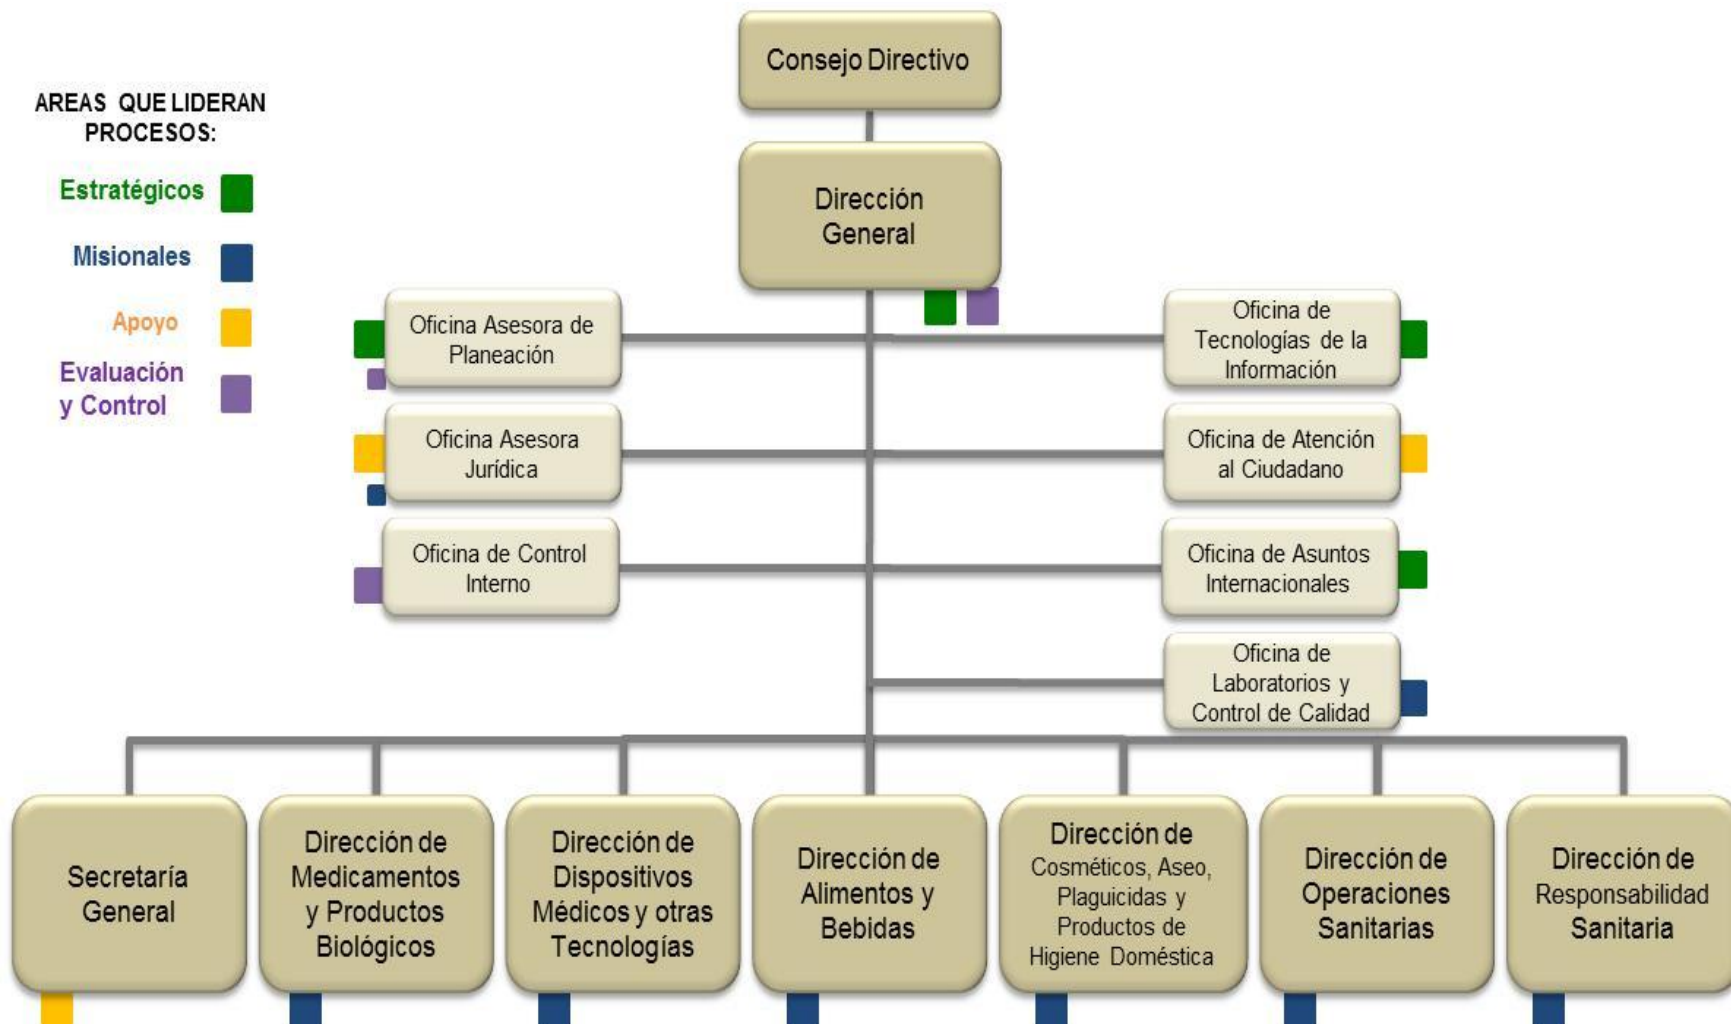 Consejo Directivo
AREAS QUE LIDERAN
PROCESOS:
Estratégicos
Misionales
Apoyo
Evaluación
y Control
Dirección
General
Oficina Asesora de
Planeación
Oficina de
Tecnologías de la
Información
Oficina Asesora
Jurídica
Oficina de Atención
al Ciudadano
Oficina de Control
Interno
Oficina de Asuntos
Internacionales
Oficina de
Laboratorios y
Control de Calidad
Secretaría
General
Dirección de
Medicamentos
y Productos
Biológicos
Dirección de
Dispositivos
Médicos y otras
Tecnologías
Dirección de
Alimentos y
Bebidas
Dirección de
Cosméticos, Aseo,
Plaguicidas y
Productos de
Higiene Doméstica
Dirección de
Operaciones
Sanitarias
Dirección de
Responsabilidad
Sanitaria